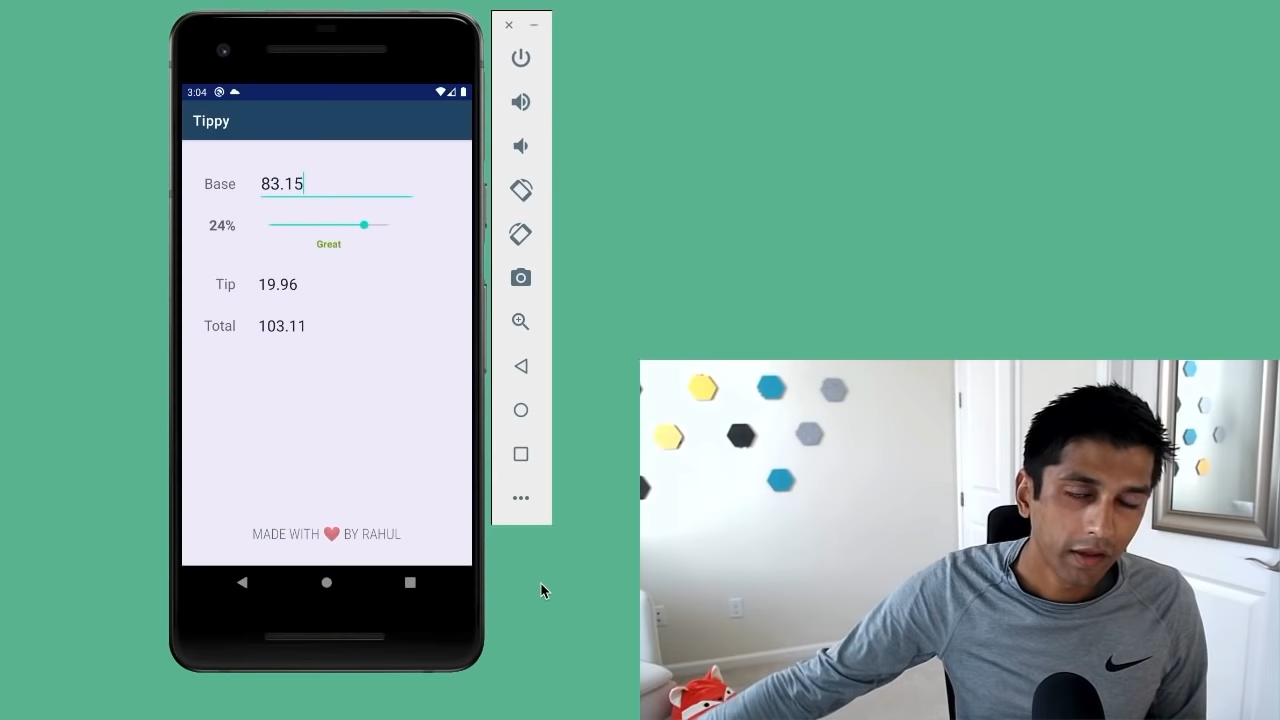 3:04
Tippy
Base 83.15
24%
Great
Tip 19.96
Total 103.11
MADE WITH ❤️ BY RAHUL